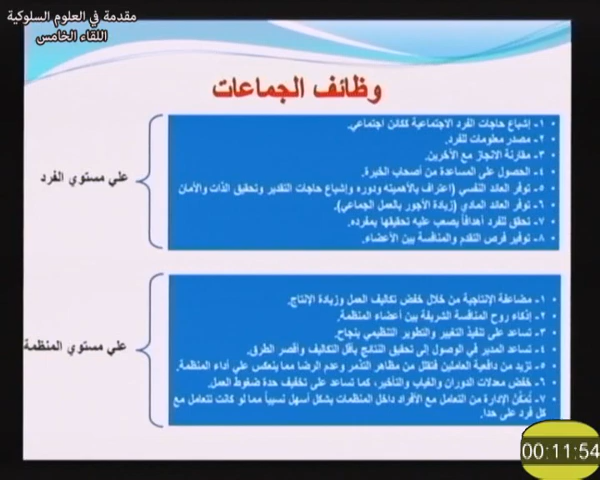 مقدمة في العلوم السلوكية
اللقاء الخامس
وظائف الجماعات
على مستوي الفرد
١- إشباع حاجات الفرد الاجتماعية ككائن اجتماعي.
٢- مصدر معلومات للفرد.
٣- مقارنة الانجاز مع الأخرين.
٤- الحصول على المساعدة من أصحاب الخبرة.
٥- توفر العائد النفسي (اعتراف بالأهميته ودوره وإشباع حاجات التقدير وتحقيق الذات والأمان
٦- توفر العائد المادي (زيادة الأجور بالعمل الجماعي).
٧- تحقق للفرد أهدافاً يصعب عليه تحقيقها بمفرده.
٨- توفير فرص التقدم والمنافسة بين الأعضاء.
علي مستوي المنظمة
١- مضاعفة الإنتاجية من خلال خفض تكاليف العمل وزيادة الإنتاج.
٢- إذكاء روح المنافسة الشريفة بين أعضاء المنظمة.
٣- تساعد على تنفيذ التغيير والتطوير التنظيمي بنجاح.
٤- تساعد المدير في الوصول إلى تحقيق النتائج بأقل التكاليف وأقصر الطرق.
٥- تزيد من دافعية العاملين فتقلل من مظاهر التذمر وعدم الرضا مما ينعكس علي أداء المنظمة.
٦- خفض معدلات الدوران والغياب والتأخير، كما تساعد على تخفيف حدة ضغوط العمل.
٧- تُمكّن الإدارة من التعامل مع الأفراد داخل المنظمات بشكل أسهل نسبياً مما لو كانت تتعامل مع
كل فرد على حدا.
00:11:54